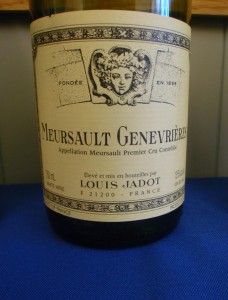 FONDÉE
EN 1859
MEURSAULT GENEVRIÈRES
Appellation Meursault Premier Cru Contrôlée
Élevé et mis en bouteilles par
LOUIS JADOT
F 21200 - FRANCE